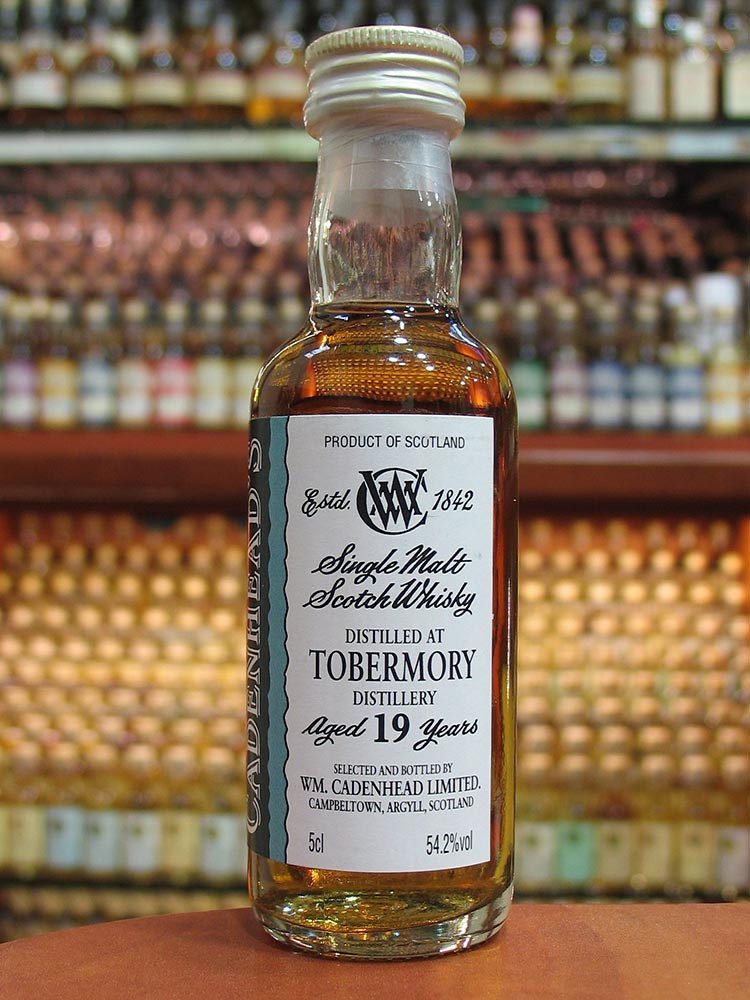 CADENHEAD'S
PRODUCT OF SCOTLAND
Estd. WMC 1842
Single Malt
Scotch Whisky
DISTILLED AT
TOBERMORY
DISTILLERY
Aged 19 Years
SELECTED AND BOTTLED BY
WM. CADENHEAD LIMITED.
CAMPBELTOWN, ARGYLL, SCOTLAND
5cl 54.2%vol